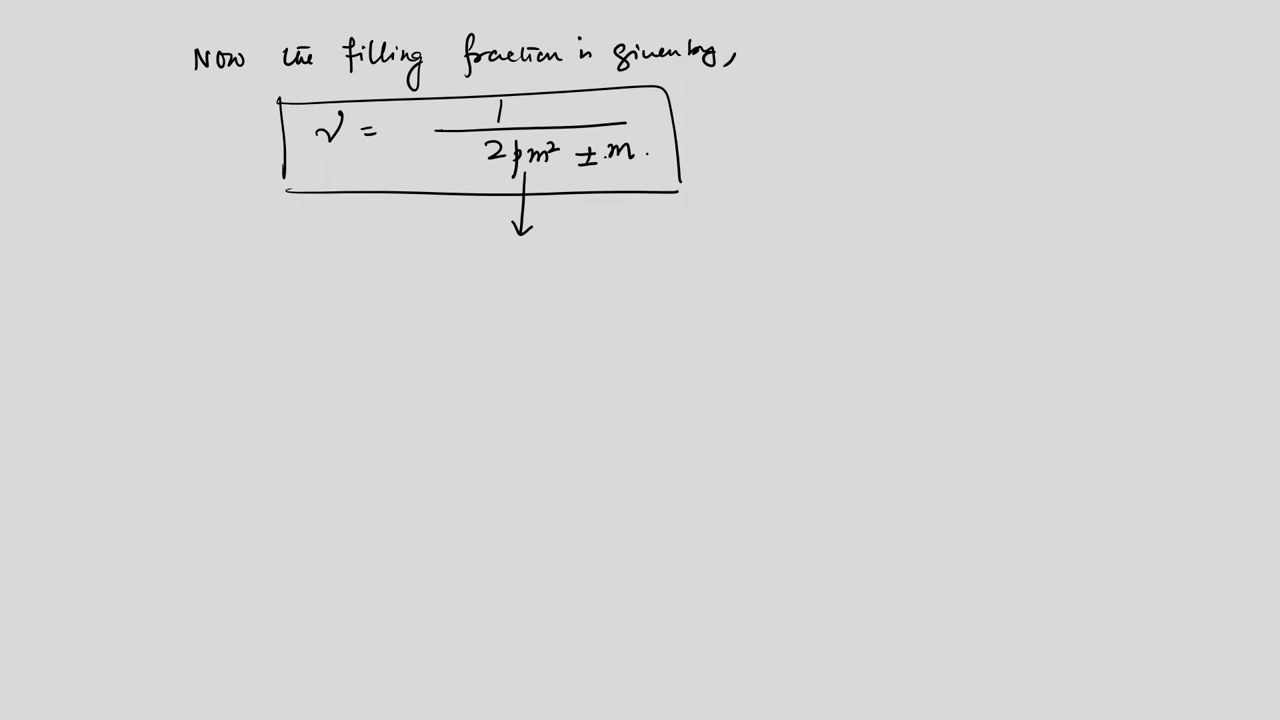 Now the filling fraction is given by,
ν = 1 / 2pm² ± m.